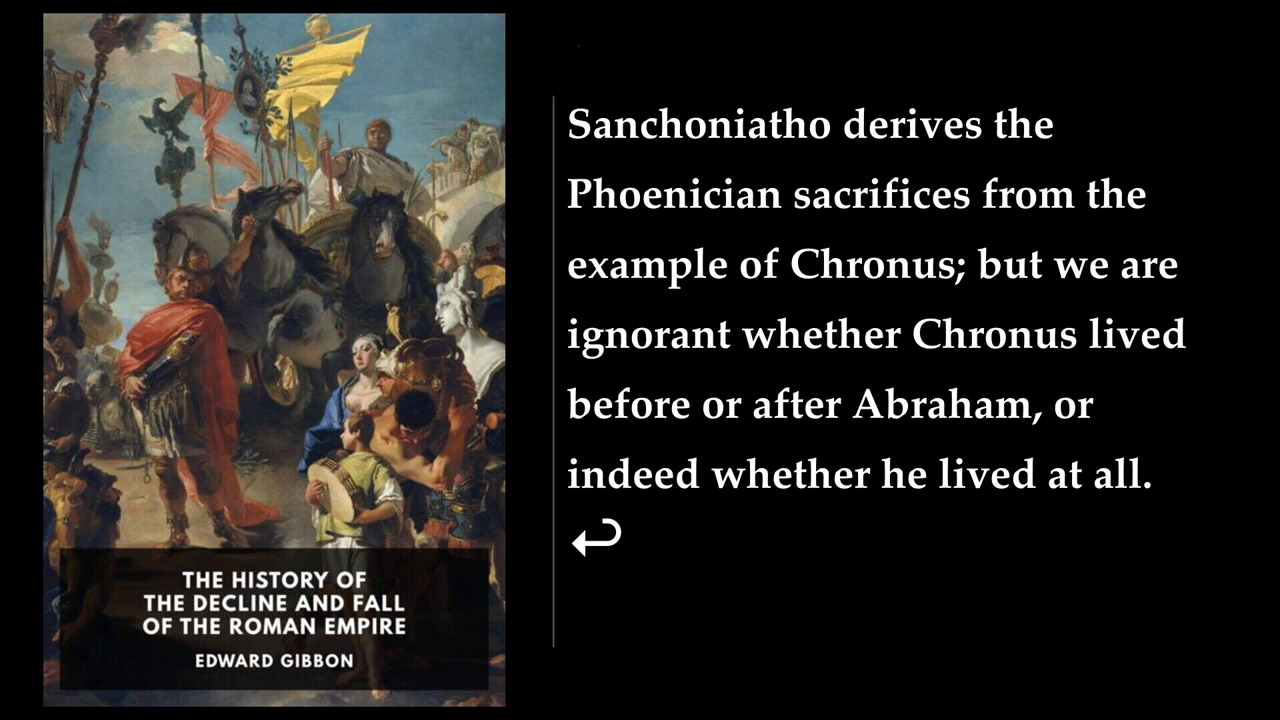 Sanchoniatho derives the
Phoenician sacrifices from the
example of Chronus; but we are
ignorant whether Chronus lived
before or after Abraham, or
indeed whether he lived at all.
↩
THE HISTORY OF
THE DECLINE AND FALL
OF THE ROMAN EMPIRE
EDWARD GIBBON